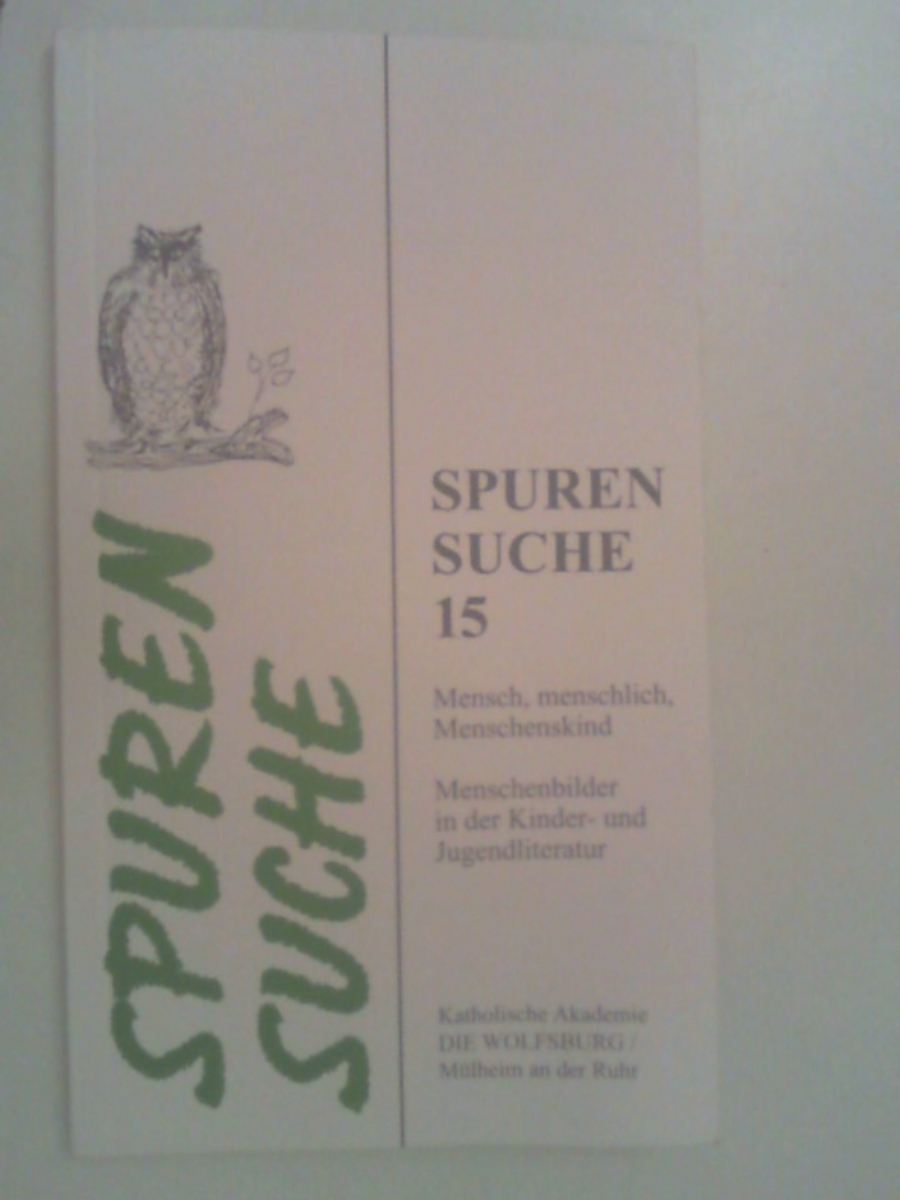 SPUREN
SUCHE
SPUREN
SUCHE
15
Mensch, menschlich,
Menschenskind
Menschenbilder
in der Kinder- und
Jugendliteratur
Katholische Akademie
DIE WOLFSBURG /
Mülheim an der Ruhr